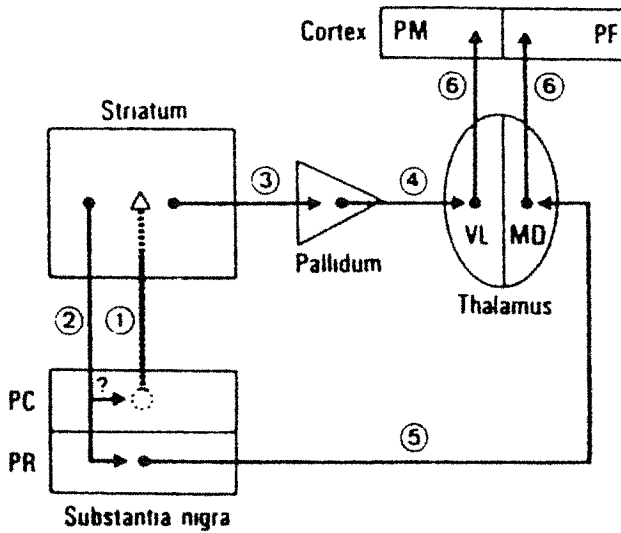 Cortex PM PF
⑥ ⑥
Striatum
③ ④
VL MD
Pallidum
Thalamus
② ①
?
PC
⑤
PR
Substantia nigra